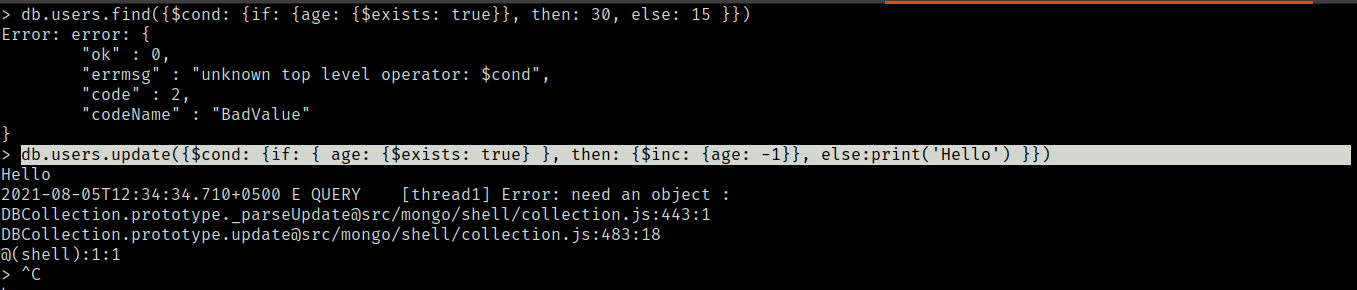 > db.users.find({$cond: {if: {age: {$exists: true}}, then: 30, else: 15 }})
Error: error: {
"ok" : 0,
"errmsg" : "unknown top level operator: $cond",
"code" : 2,
"codeName" : "BadValue"
}
> db.users.update({$cond: {if: { age: {$exists: true} }, then: {$inc: {age: -1}}, else:print('Hello') }})
Hello
2021-08-05T12:34:34.710+0500 E QUERY    [thread1] Error: need an object :
DBCollection.prototype._parseUpdate@src/mongo/shell/collection.js:443:1
DBCollection.prototype.update@src/mongo/shell/collection.js:483:18
@(shell):1:1
> ^C